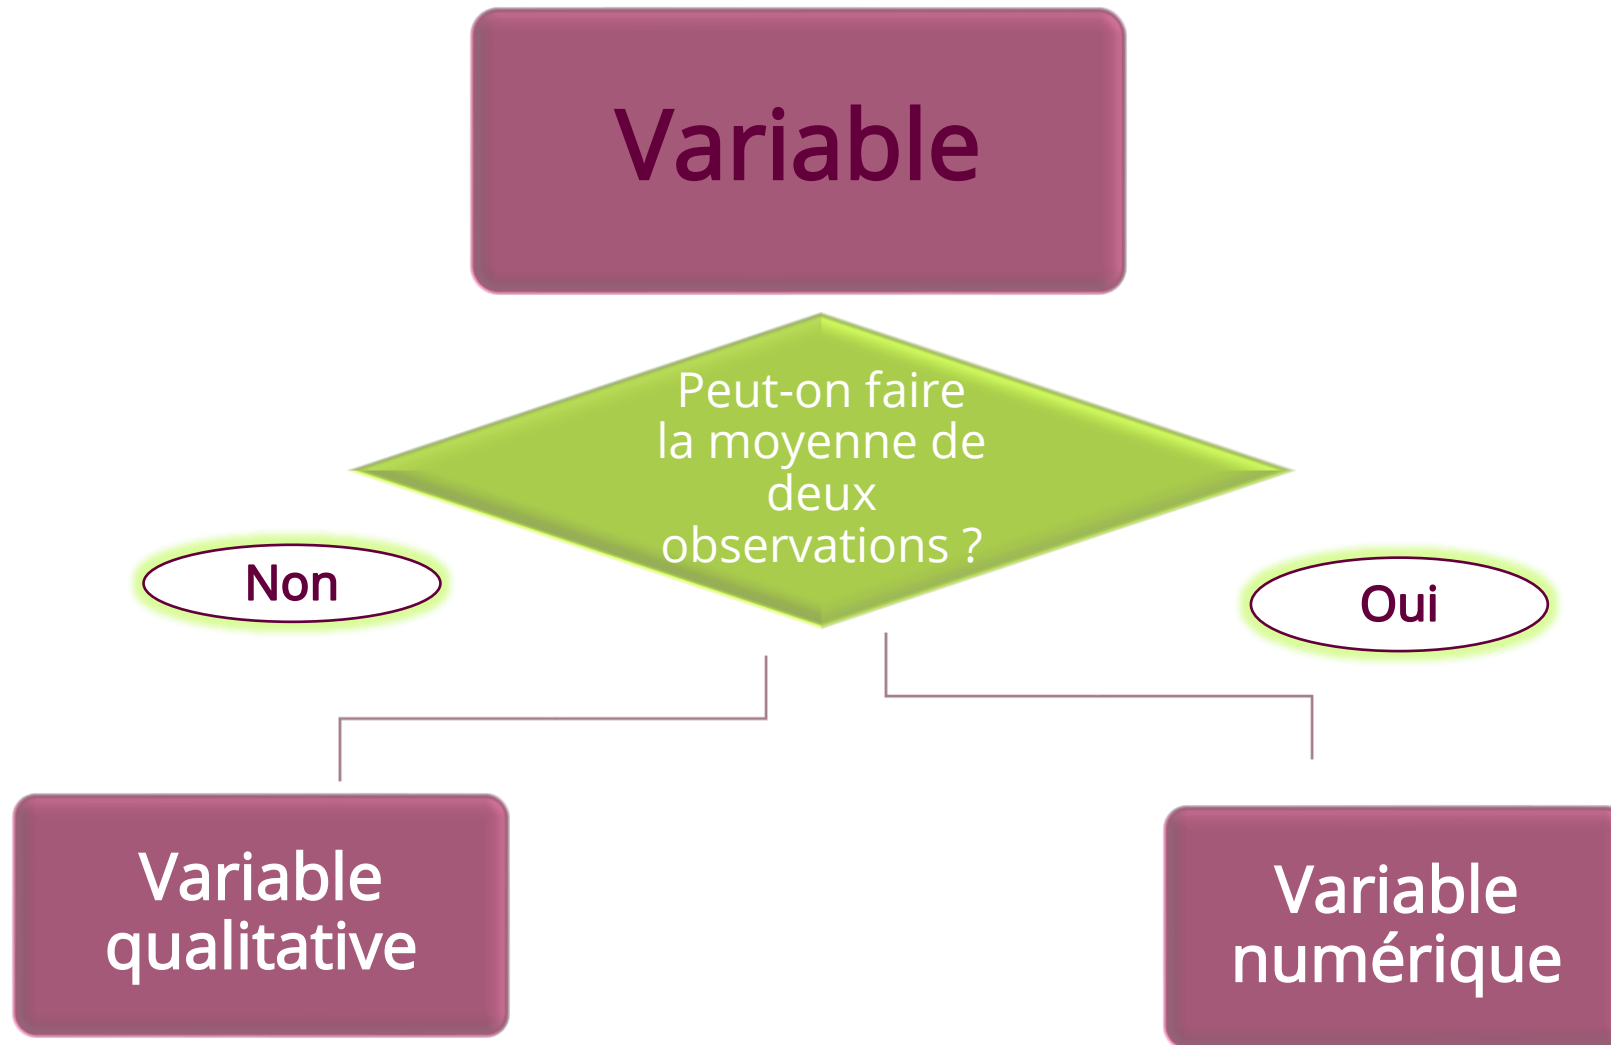 Variable
Peut-on faire
la moyenne de
deux
observations ?
Non
Oui
Variable
qualitative
Variable
numérique